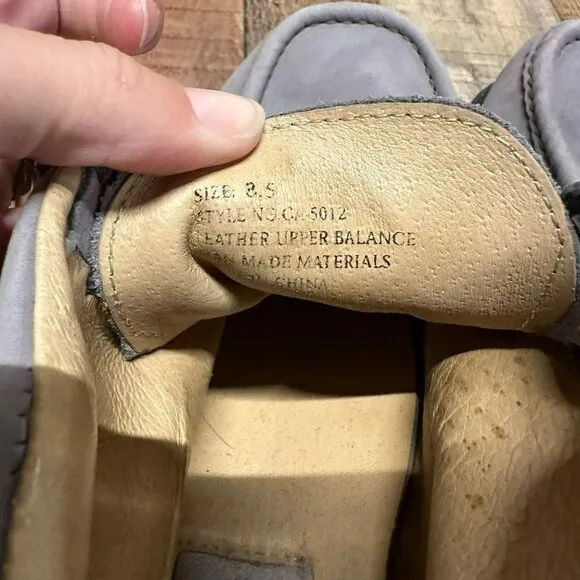 SIZE: 8.5
STYLE NO.CA-5012
LEATHER UPPER BALANCE
MADE MATERIALS
CHINA